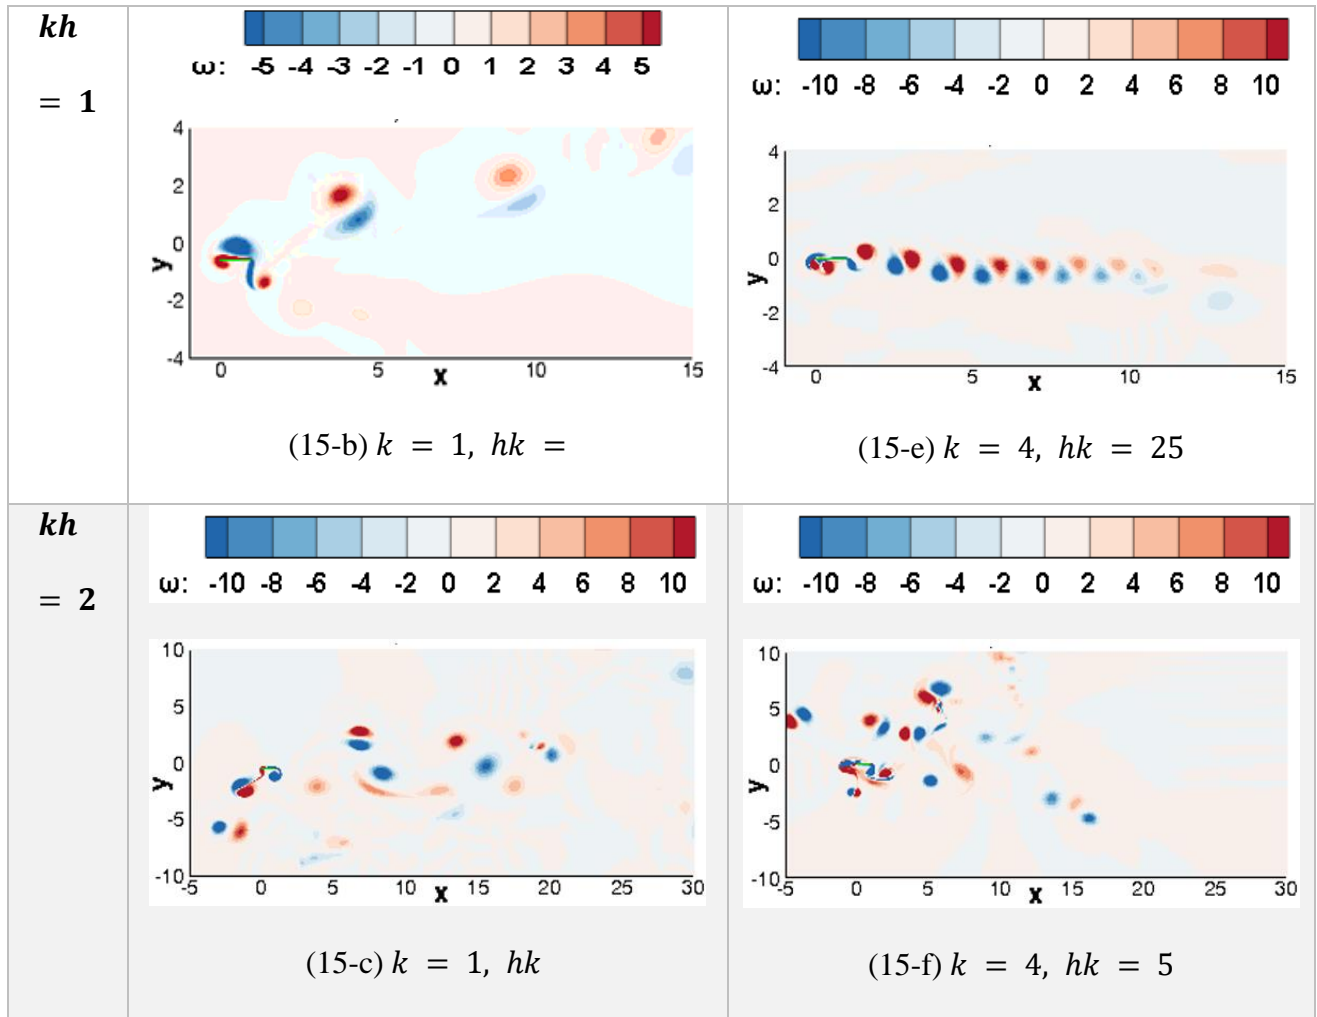 kh
= 1
ω: -5 -4 -3 -2 -1 0 1 2 3 4 5
4
2
0
-2
-4
y
0 5 10 15
x
(15-b) k = 1, hk =
ω: -10 -8 -6 -4 -2 0 2 4 6 8 10
4
2
0
-2
-4
y
0 5 10 15
x
(15-e) k = 4, hk = 25
kh
= 2
ω: -10 -8 -6 -4 -2 0 2 4 6 8 10
10
5
0
-5
-10
y
-5 0 5 10 15 20 25 30
x
(15-c) k = 1, hk
ω: -10 -8 -6 -4 -2 0 2 4 6 8 10
10
5
0
-5
-10
y
-5 0 5 10 15 20 25 30
x
(15-f) k = 4, hk = 5